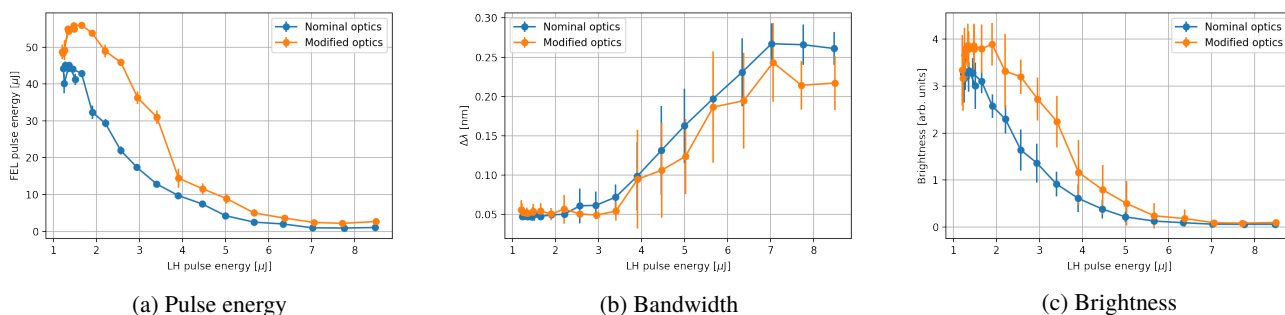 Nominal optics
Modified optics
FEL pulse energy [μJ]
50
40
30
20
10
0
1 2 3 4 5 6 7 8
LH pulse energy [μJ]
(a) Pulse energy
Nominal optics
Modified optics
Δλ [nm]
0.30
0.25
0.20
0.15
0.10
0.05
1 2 3 4 5 6 7 8
LH pulse energy [μJ]
(b) Bandwidth
Nominal optics
Modified optics
Brightness [arb. units]
4
3
2
1
0
1 2 3 4 5 6 7 8
LH pulse energy [μJ]
(c) Brightness